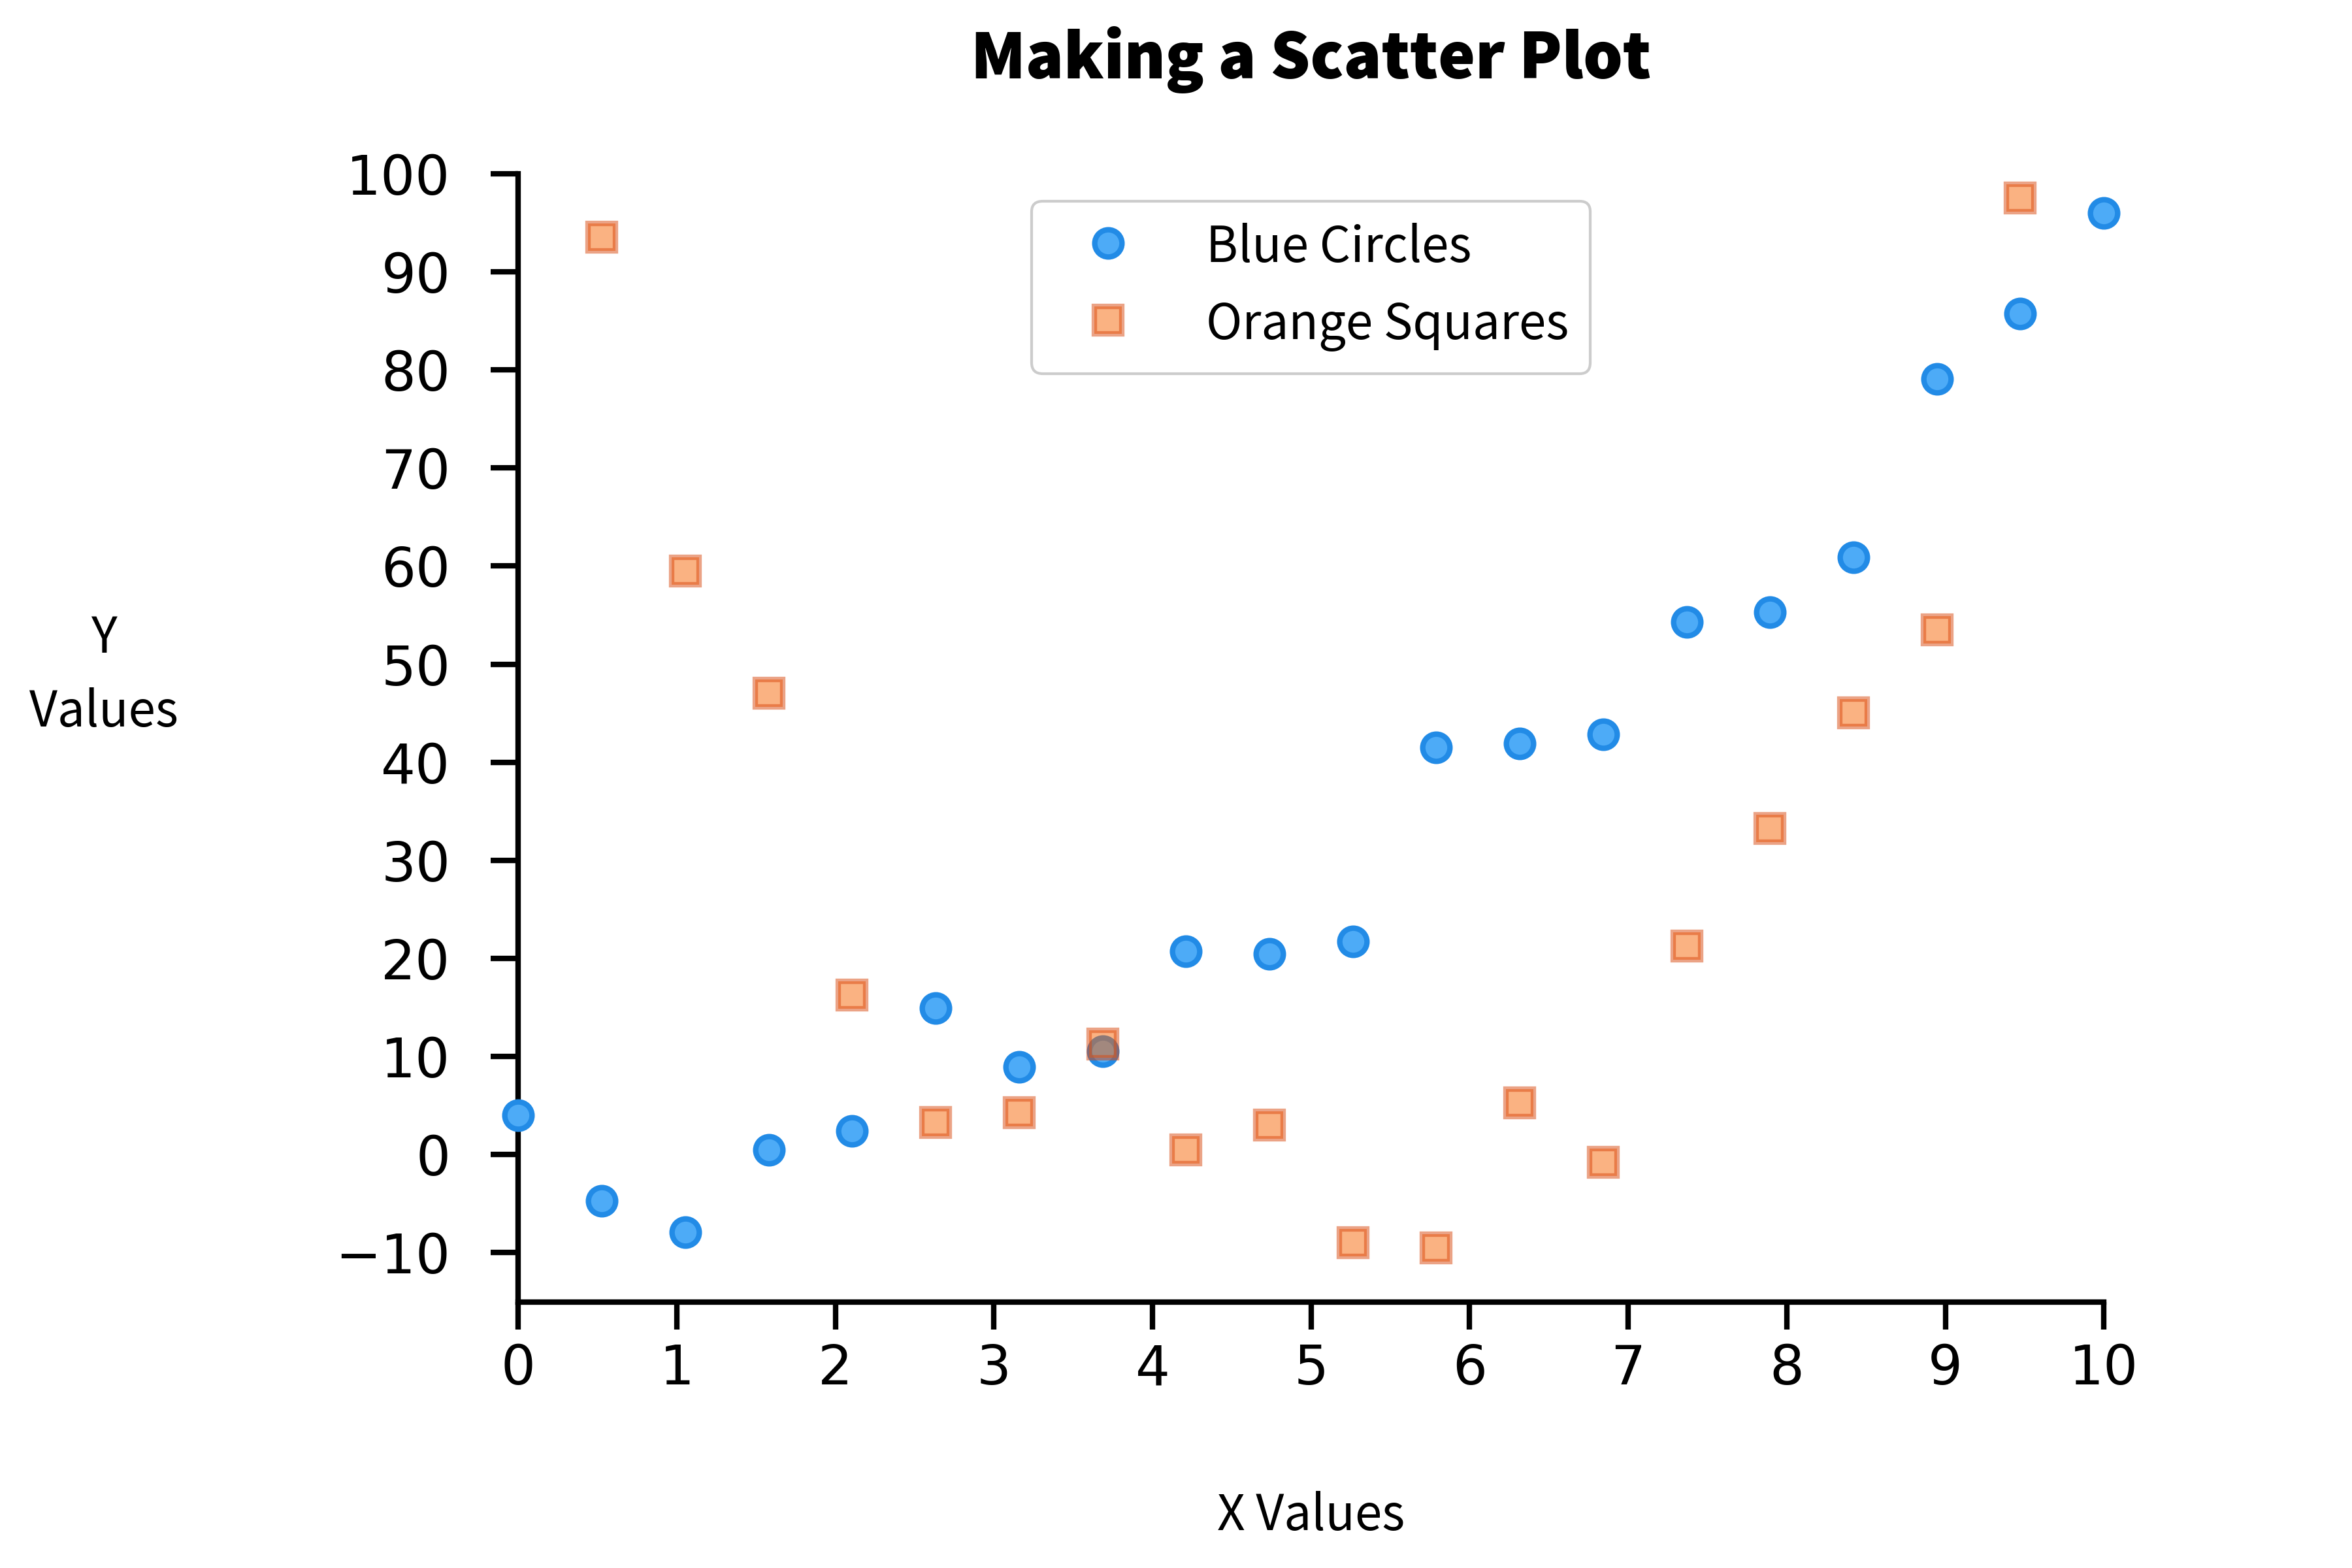 Making a Scatter Plot
100
90
80
70
60
50
40
30
20
10
0
−10
Y
Values
Blue Circles
Orange Squares
0 1 2 3 4 5 6 7 8 9 10
X Values